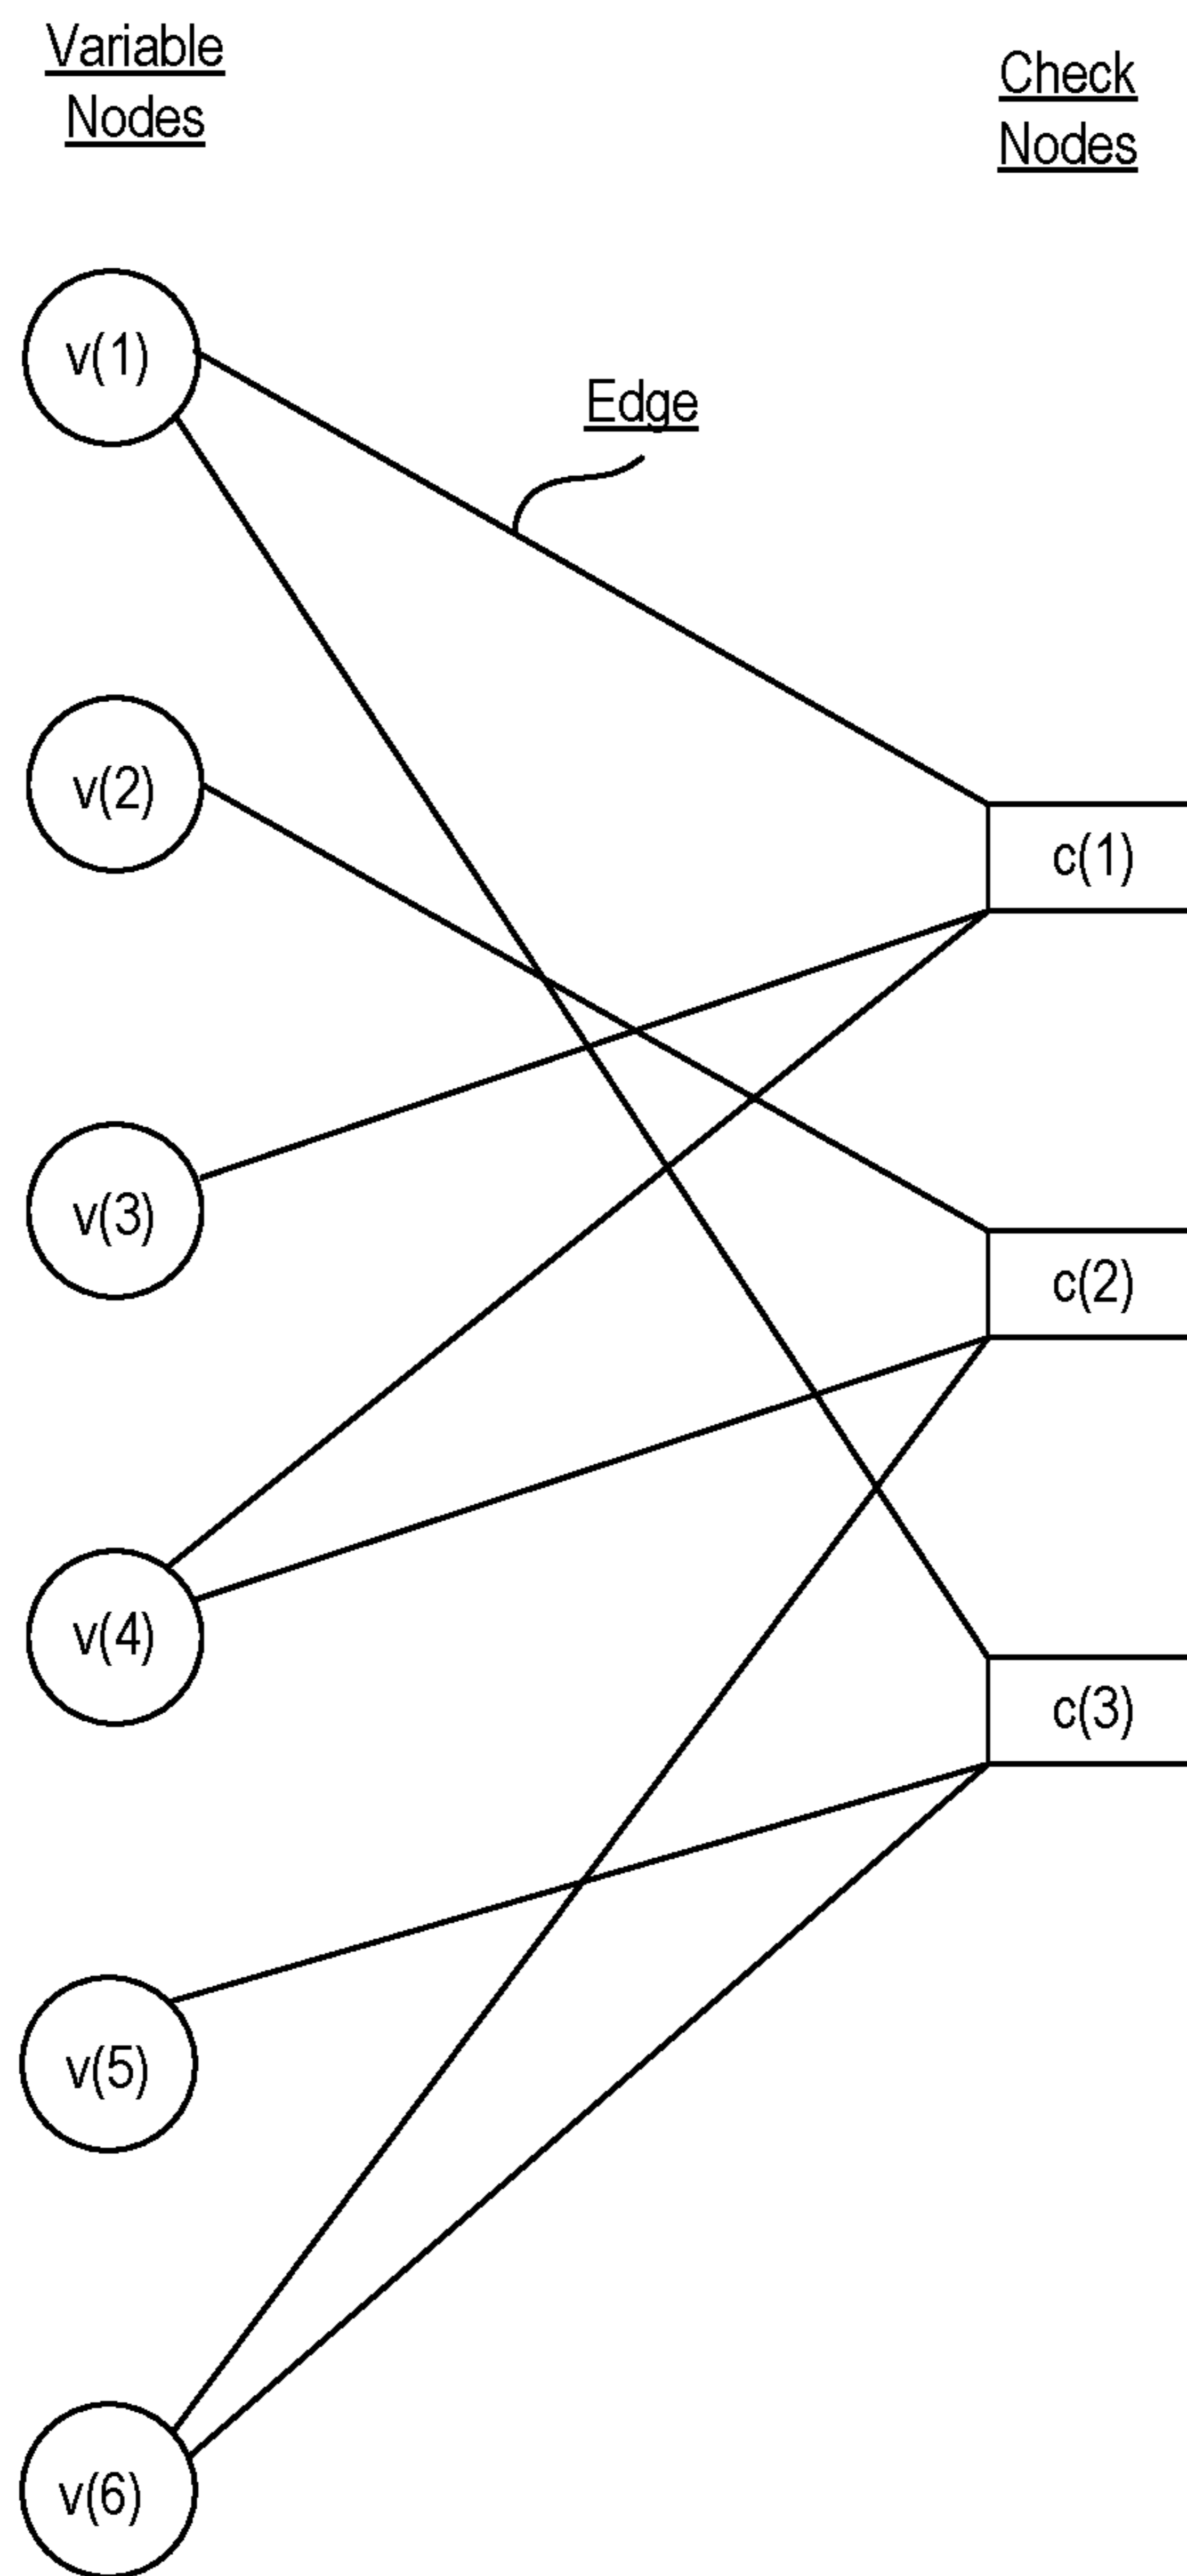 Variable
Nodes
Check
Nodes
v(1)
Edge
v(2)
c(1)
v(3)
c(2)
v(4)
c(3)
v(5)
v(6)